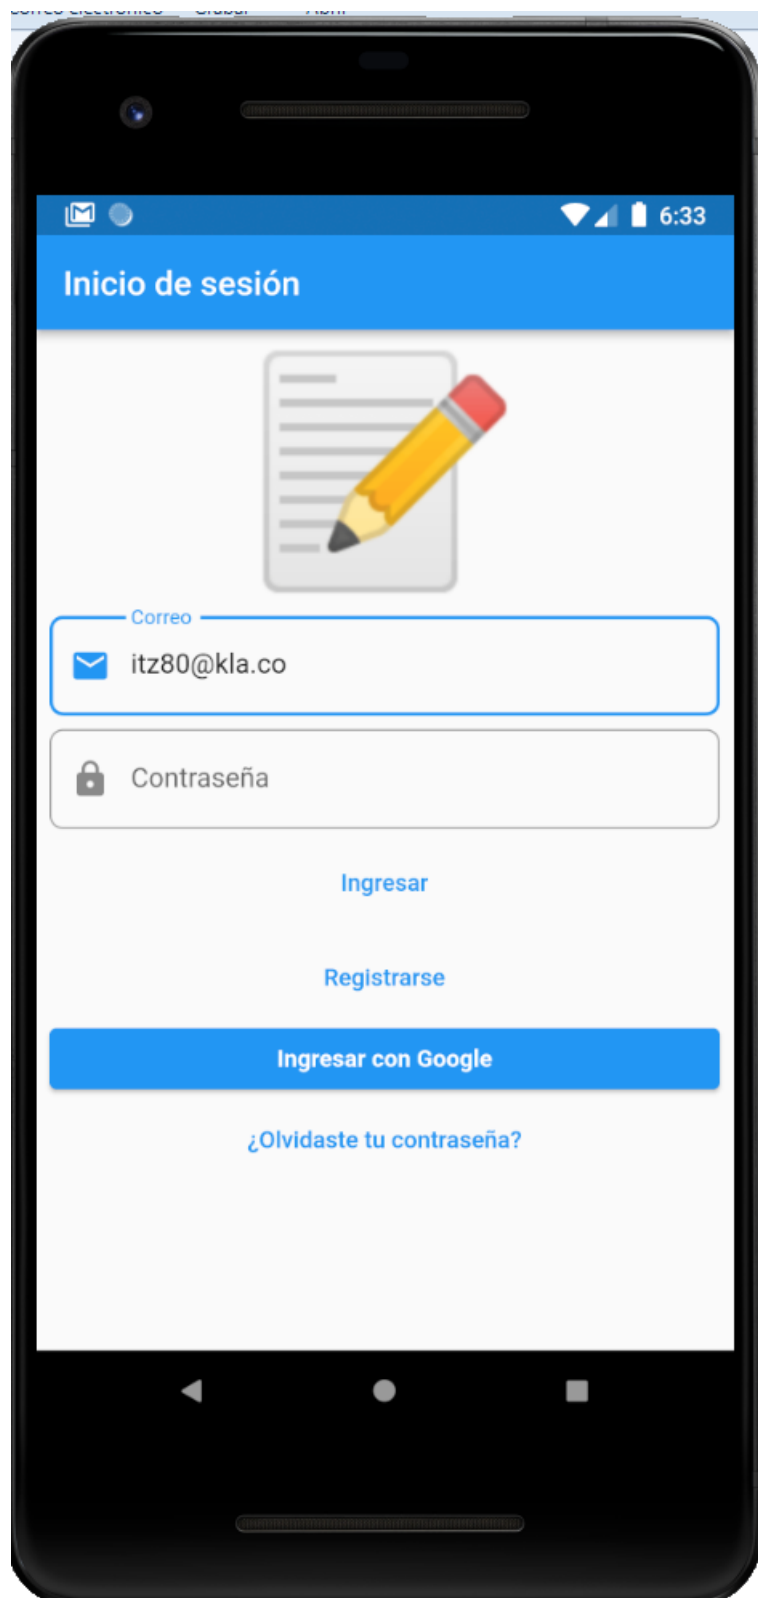 6:33
Inicio de sesión
Correo
itz80@kla.co
Contraseña
Ingresar
Registrarse
Ingresar con Google
¿Olvidaste tu contraseña?